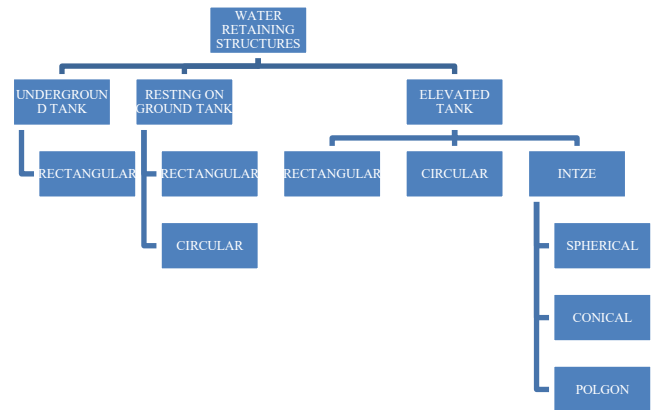 WATER
RETAINING
STRUCTURES
UNDERGROUN
D TANK
RESTING ON
GROUND TANK
ELEVATED
TANK
RECTANGULAR
RECTANGULAR
RECTANGULAR
CIRCULAR
INTZE
CIRCULAR
SPHERICAL
CONICAL
POLGON